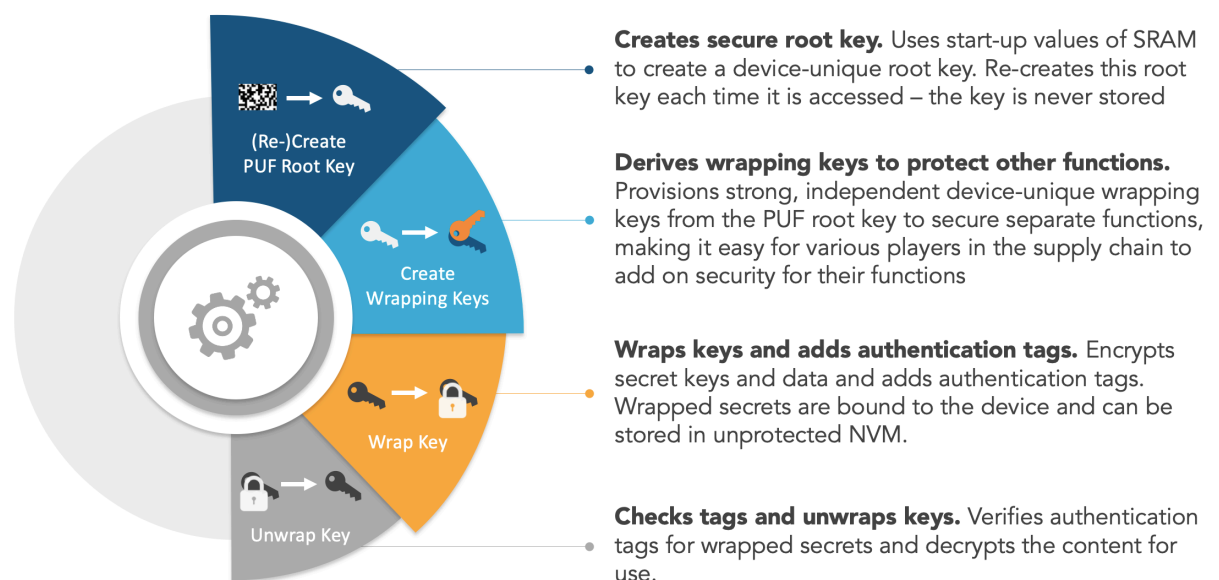 (Re-)Create
PUF Root Key
Create
Wrapping Keys
Wrap Key
Unwrap Key
Creates secure root key. Uses start-up values of SRAM
to create a device-unique root key. Re-creates this root
key each time it is accessed – the key is never stored
Derives wrapping keys to protect other functions.
Provisions strong, independent device-unique wrapping
keys from the PUF root key to secure separate functions,
making it easy for various players in the supply chain to
add on security for their functions
Wraps keys and adds authentication tags. Encrypts
secret keys and data and adds authentication tags.
Wrapped secrets are bound to the device and can be
stored in unprotected NVM.
Checks tags and unwraps keys. Verifies authentication
tags for wrapped secrets and decrypts the content for
use.